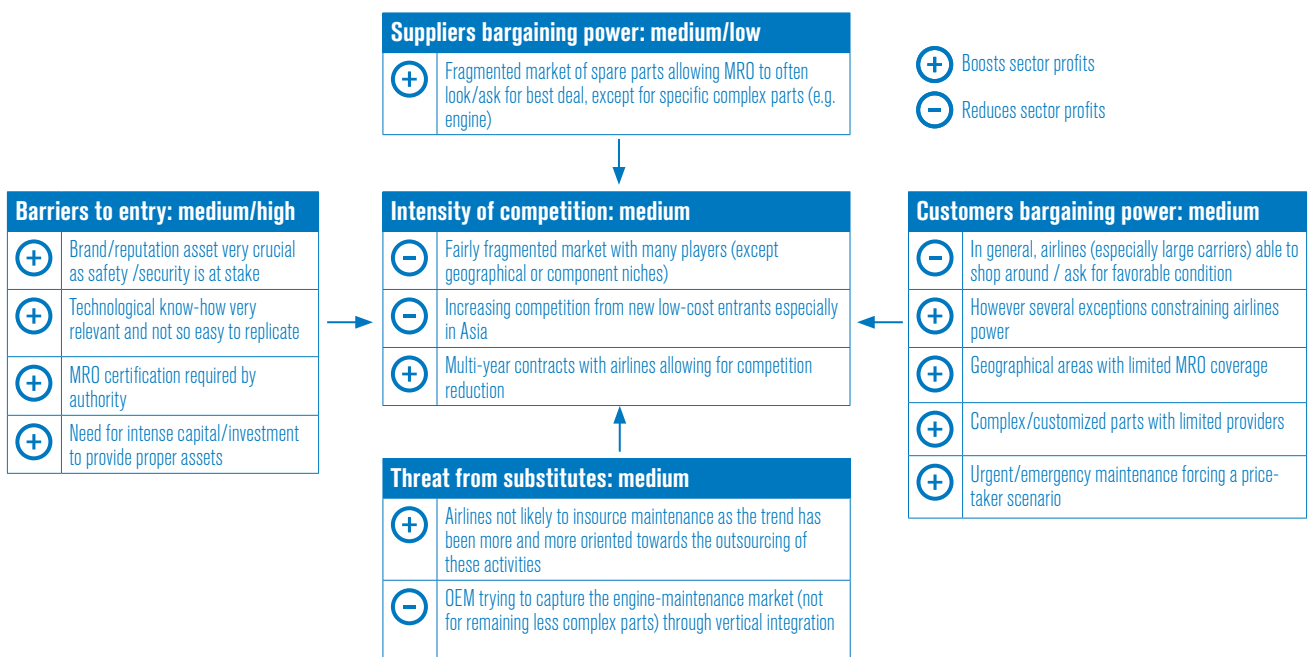 Suppliers bargaining power: medium/low
+
Fragmented market of spare parts allowing MRO to often
look/ask for best deal, except for specific complex parts (e.g.
engine)
+
Boosts sector profits
−
Reduces sector profits
Barriers to entry: medium/high
+
Brand/reputation asset very crucial
as safety /security is at stake
+
Technological know-how very
relevant and not so easy to replicate
+
MRO certification required by
authority
+
Need for intense capital/investment
to provide proper assets
Intensity of competition: medium
−
Fairly fragmented market with many players (except
geographical or component niches)
−
Increasing competition from new low-cost entrants especially
in Asia
+
Multi-year contracts with airlines allowing for competition
reduction
Customers bargaining power: medium
−
In general, airlines (especially large carriers) able to
shop around / ask for favorable condition
+
However several exceptions constraining airlines
power
+
Geographical areas with limited MRO coverage
+
Complex/customized parts with limited providers
+
Urgent/emergency maintenance forcing a price-
taker scenario
Threat from substitutes: medium
+
Airlines not likely to insource maintenance as the trend has
been more and more oriented towards the outsourcing of
these activities
−
OEM trying to capture the engine-maintenance market (not
for remaining less complex parts) through vertical integration